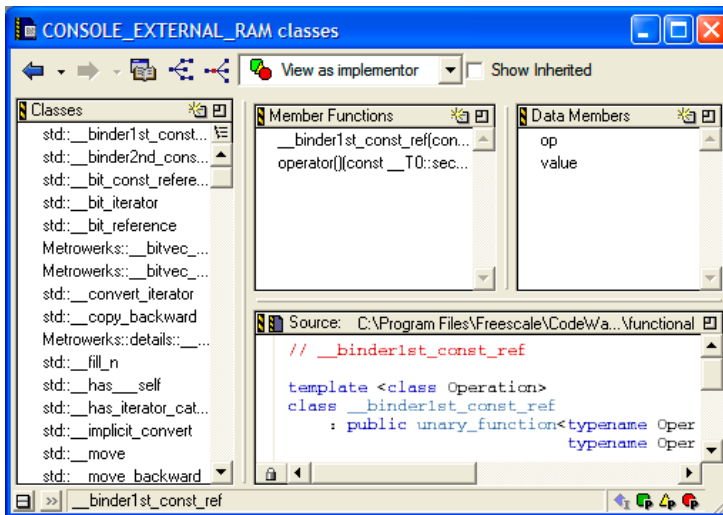 CONSOLE_EXTERNAL_RAM classes
View as implementor
Show Inherited
Classes
std::__binder1st_const...
std::__binder2nd_cons...
std::__bit_const_refere...
std::__bit_iterator
std::__bit_reference
Metrowerks::__bitvec_...
Metrowerks::__bitvec_...
std::__convert_iterator
std::__copy_backward
Metrowerks::details::__...
std::__fill_n
std::__has___self
std::__has_iterator_cat...
std::__implicit_convert
std::__move
std::__move_backward
Member Functions
__binder1st_const_ref(con...
operator()(const __T0::sec...
Data Members
op
value
Source: C:\Program Files\Freescale\CodeWa...\functional
// __binder1st_const_ref
template <class Operation>
class __binder1st_const_ref
: public unary_function<typename Oper
typename Oper
__binder1st_const_ref